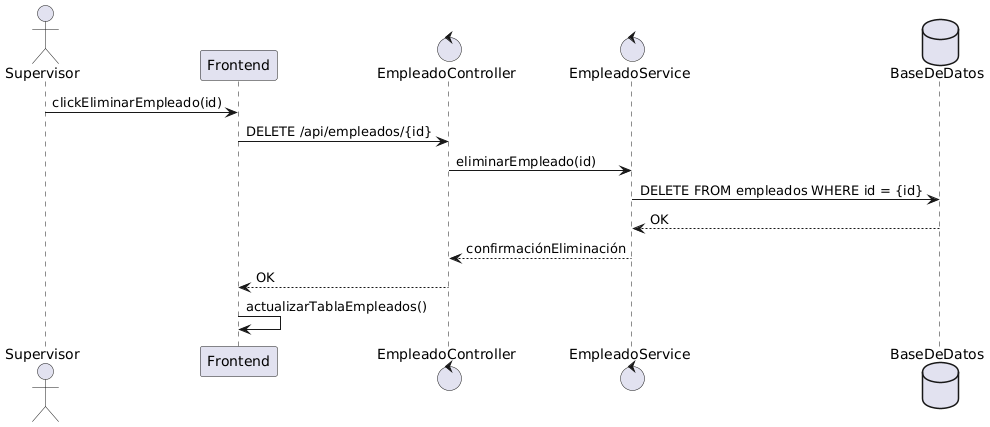 Supervisor
Frontend
EmpleadoController
EmpleadoService
BaseDeDatos
clickEliminarEmpleado(id)
DELETE /api/empleados/{id}
eliminarEmpleado(id)
DELETE FROM empleados WHERE id = {id}
OK
confirmaciónEliminación
OK
actualizarTablaEmpleados()
Supervisor
Frontend
EmpleadoController
EmpleadoService
BaseDeDatos